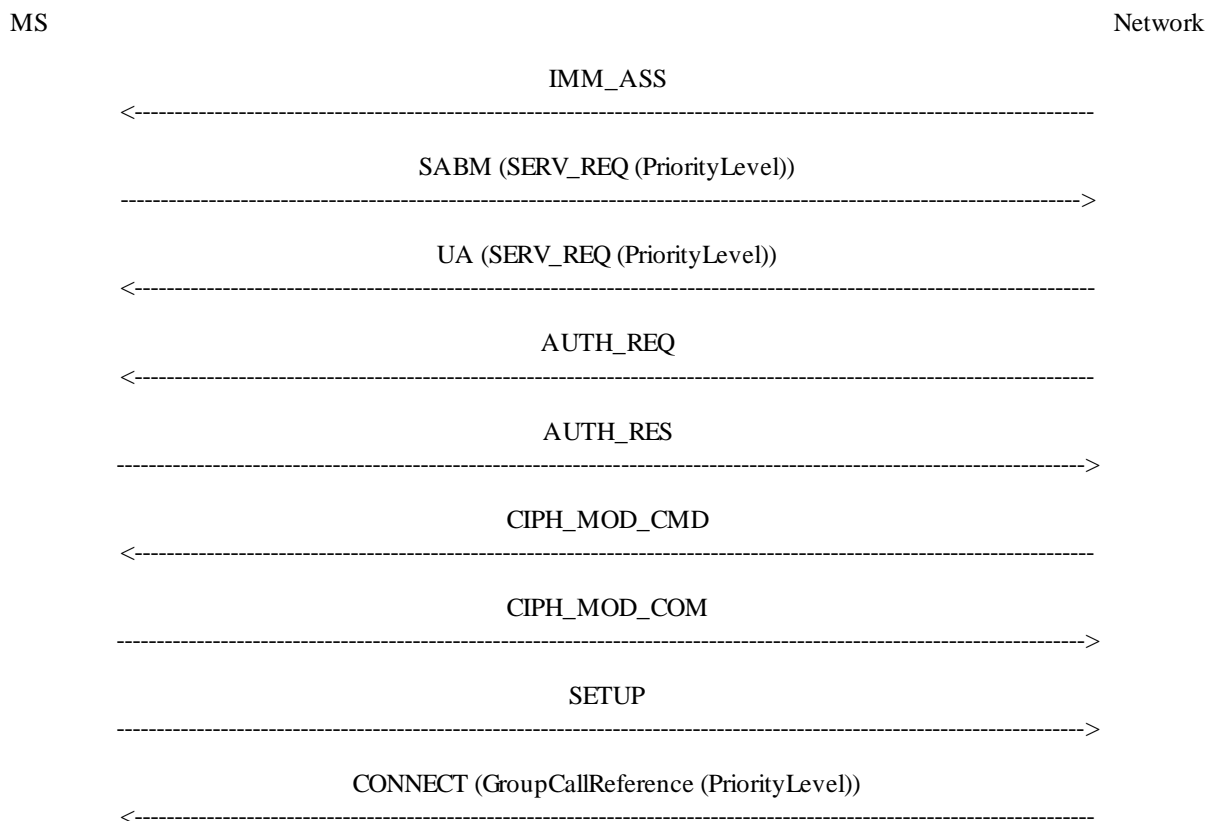 MS Network
IMM_ASS
SABM (SERV_REQ (PriorityLevel))
UA (SERV_REQ (PriorityLevel))
AUTH_REQ
AUTH_RES
CIPH_MOD_CMD
CIPH_MOD_COM
SETUP
CONNECT (GroupCallReference (PriorityLevel))